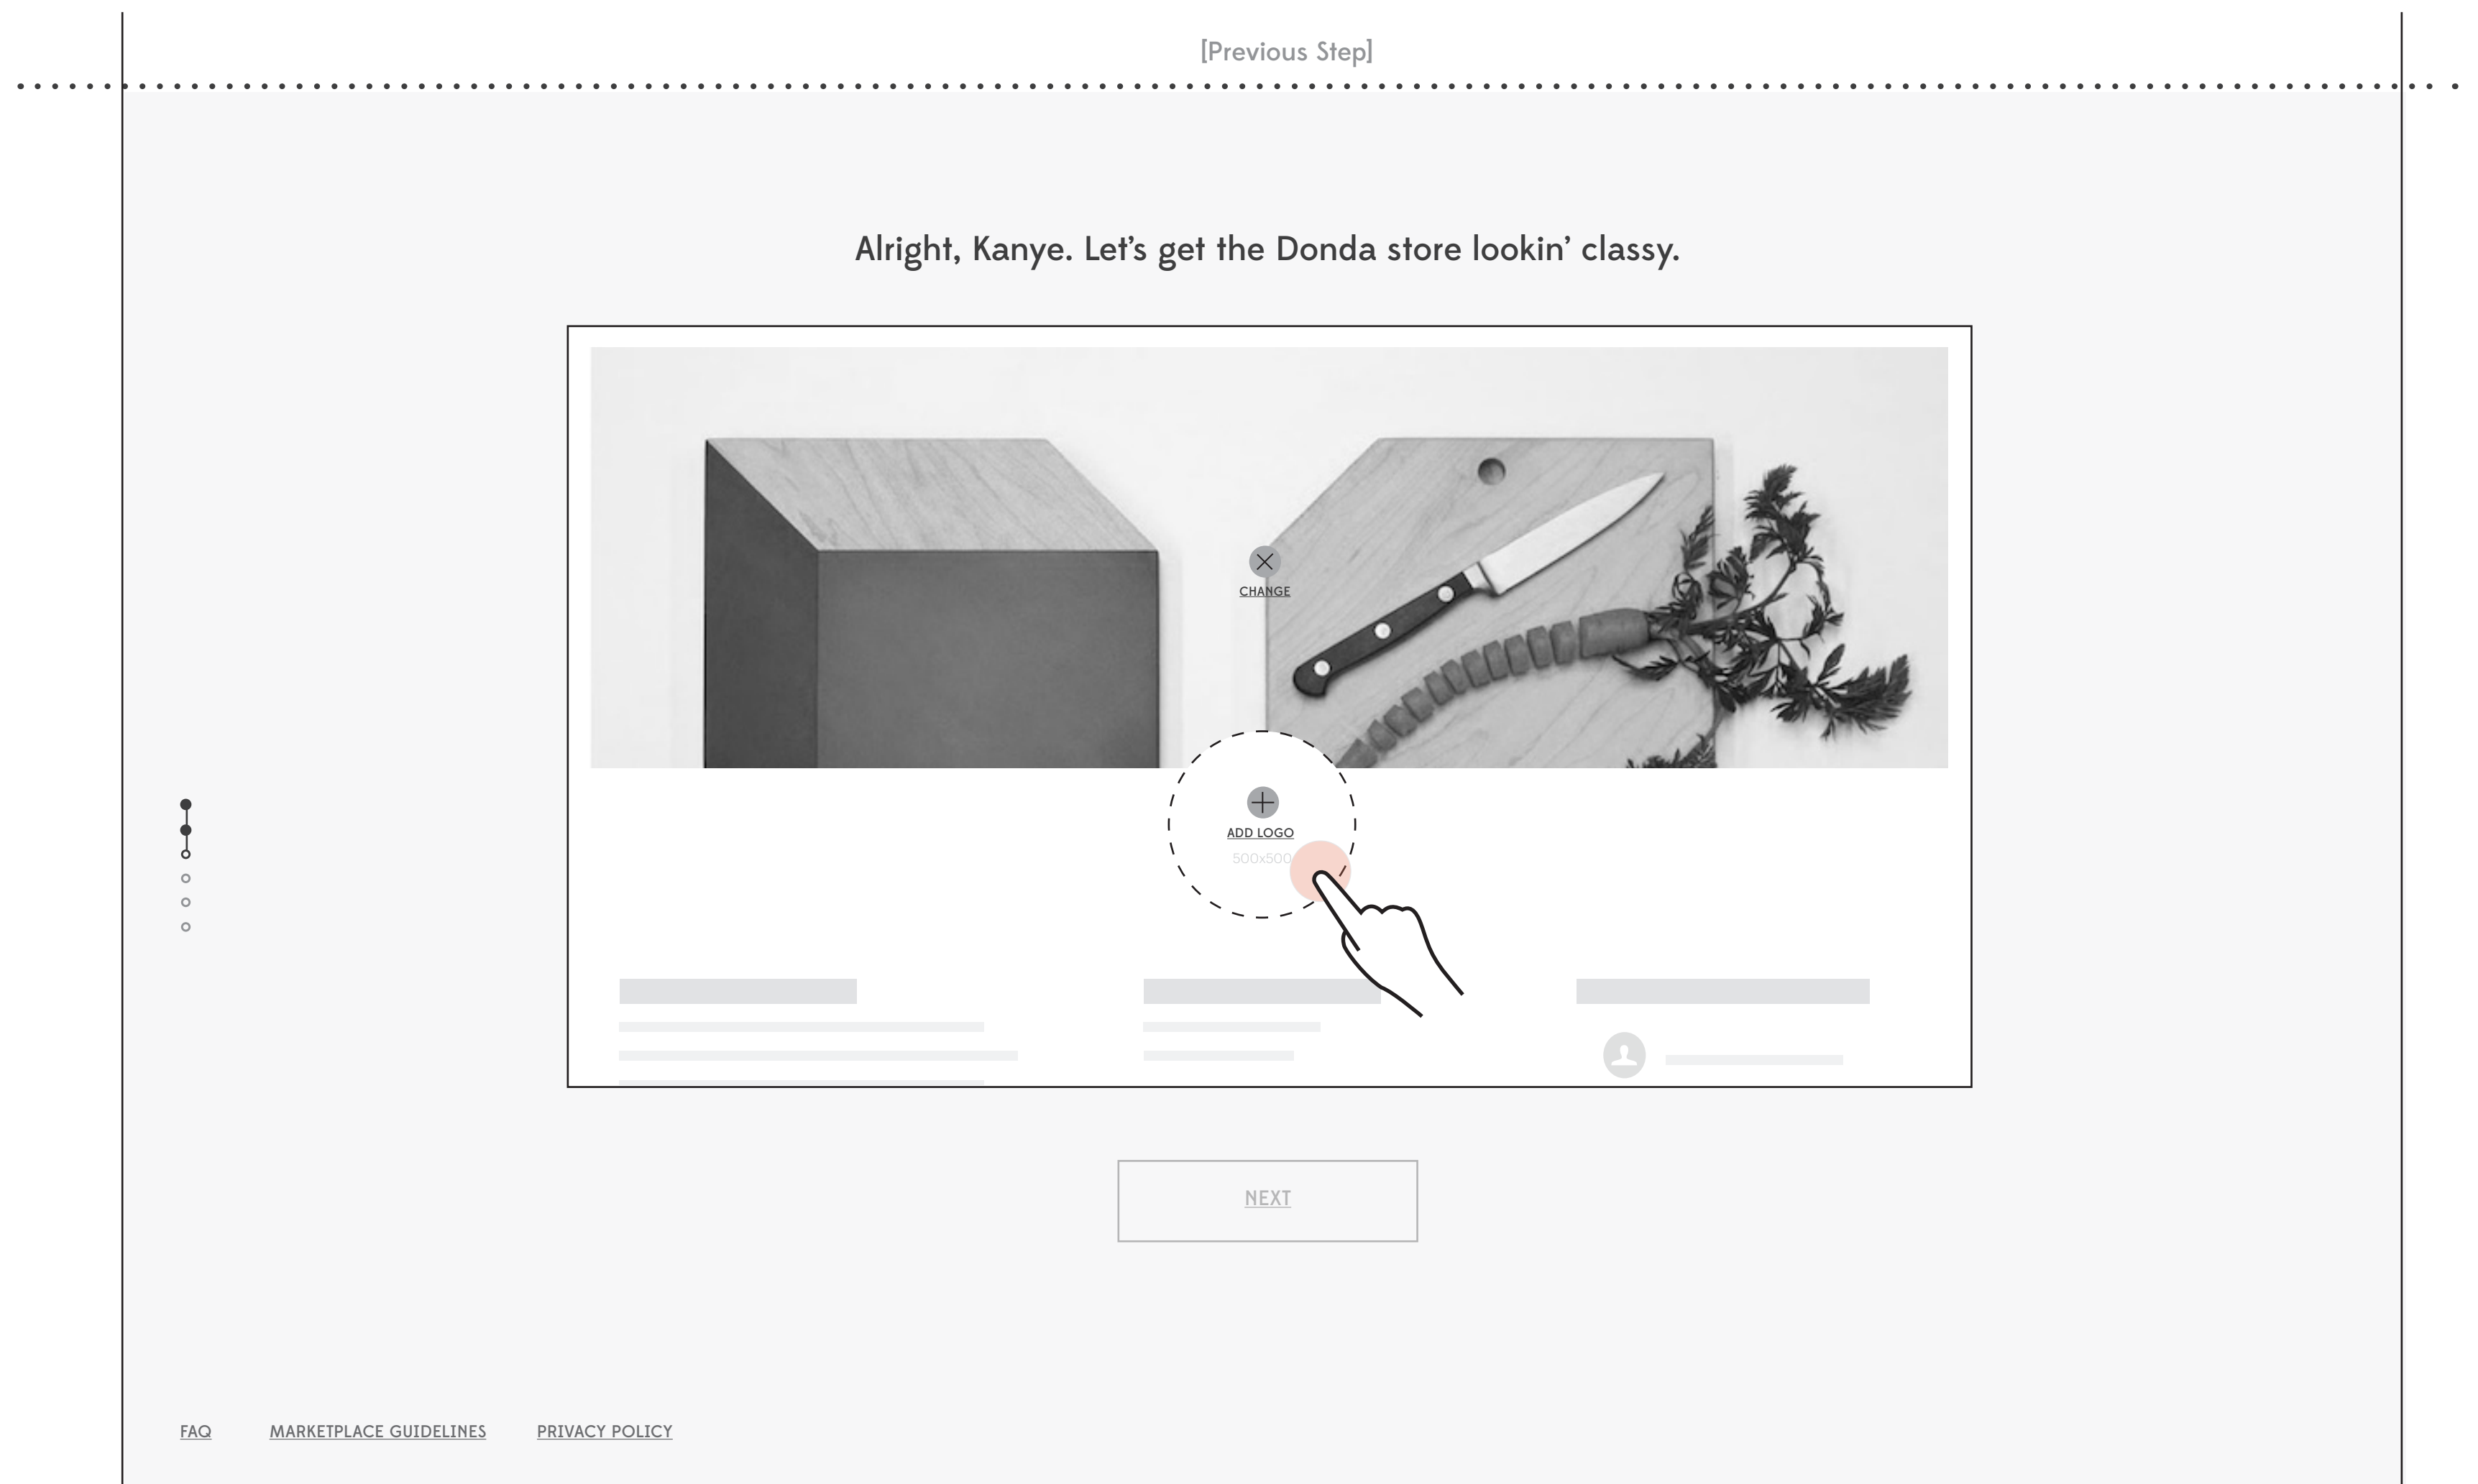 [Previous Step]
Alright, Kanye. Let’s get the Donda store lookin’ classy.
CHANGE
ADD LOGO
500x500
NEXT
FAQ
MARKETPLACE GUIDELINES
PRIVACY POLICY